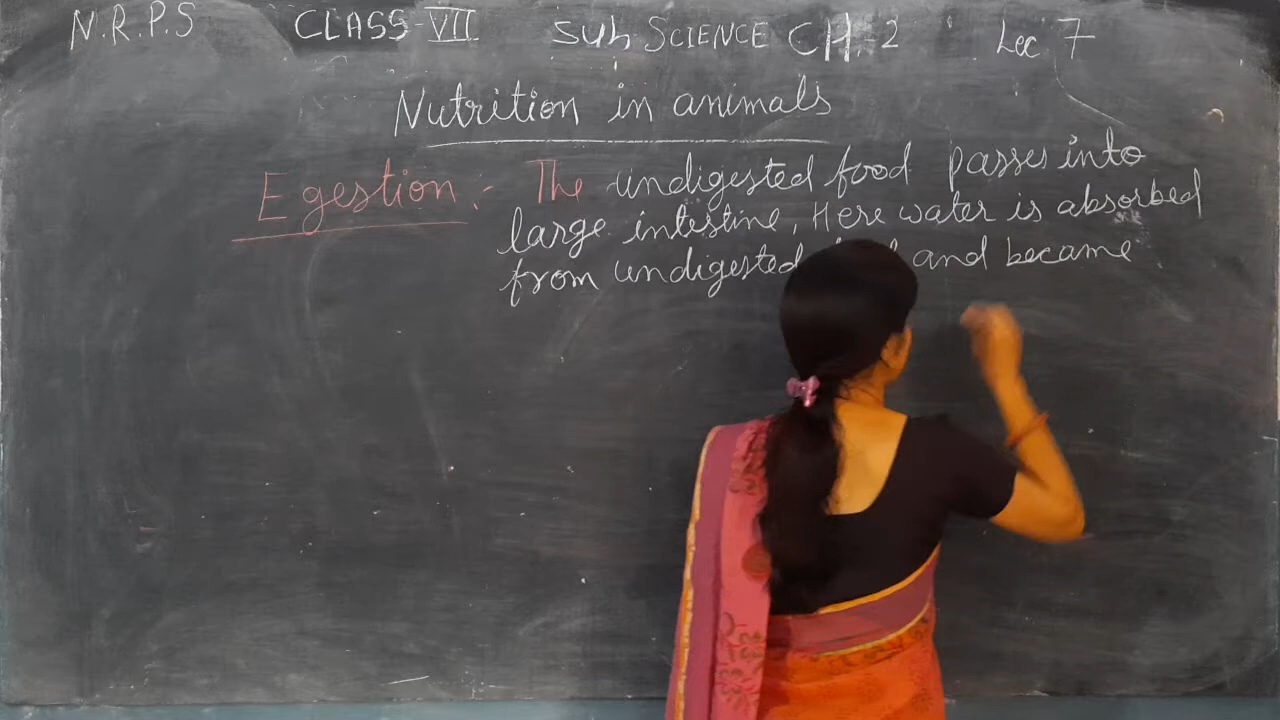 N.R.P.S CLASS-VII Sub SCIENCE CH.-2 Lec 7
Nutrition in animals
Egestion :- The undigested food passes into
large intestine, Here water is absorbed
from undigested and became